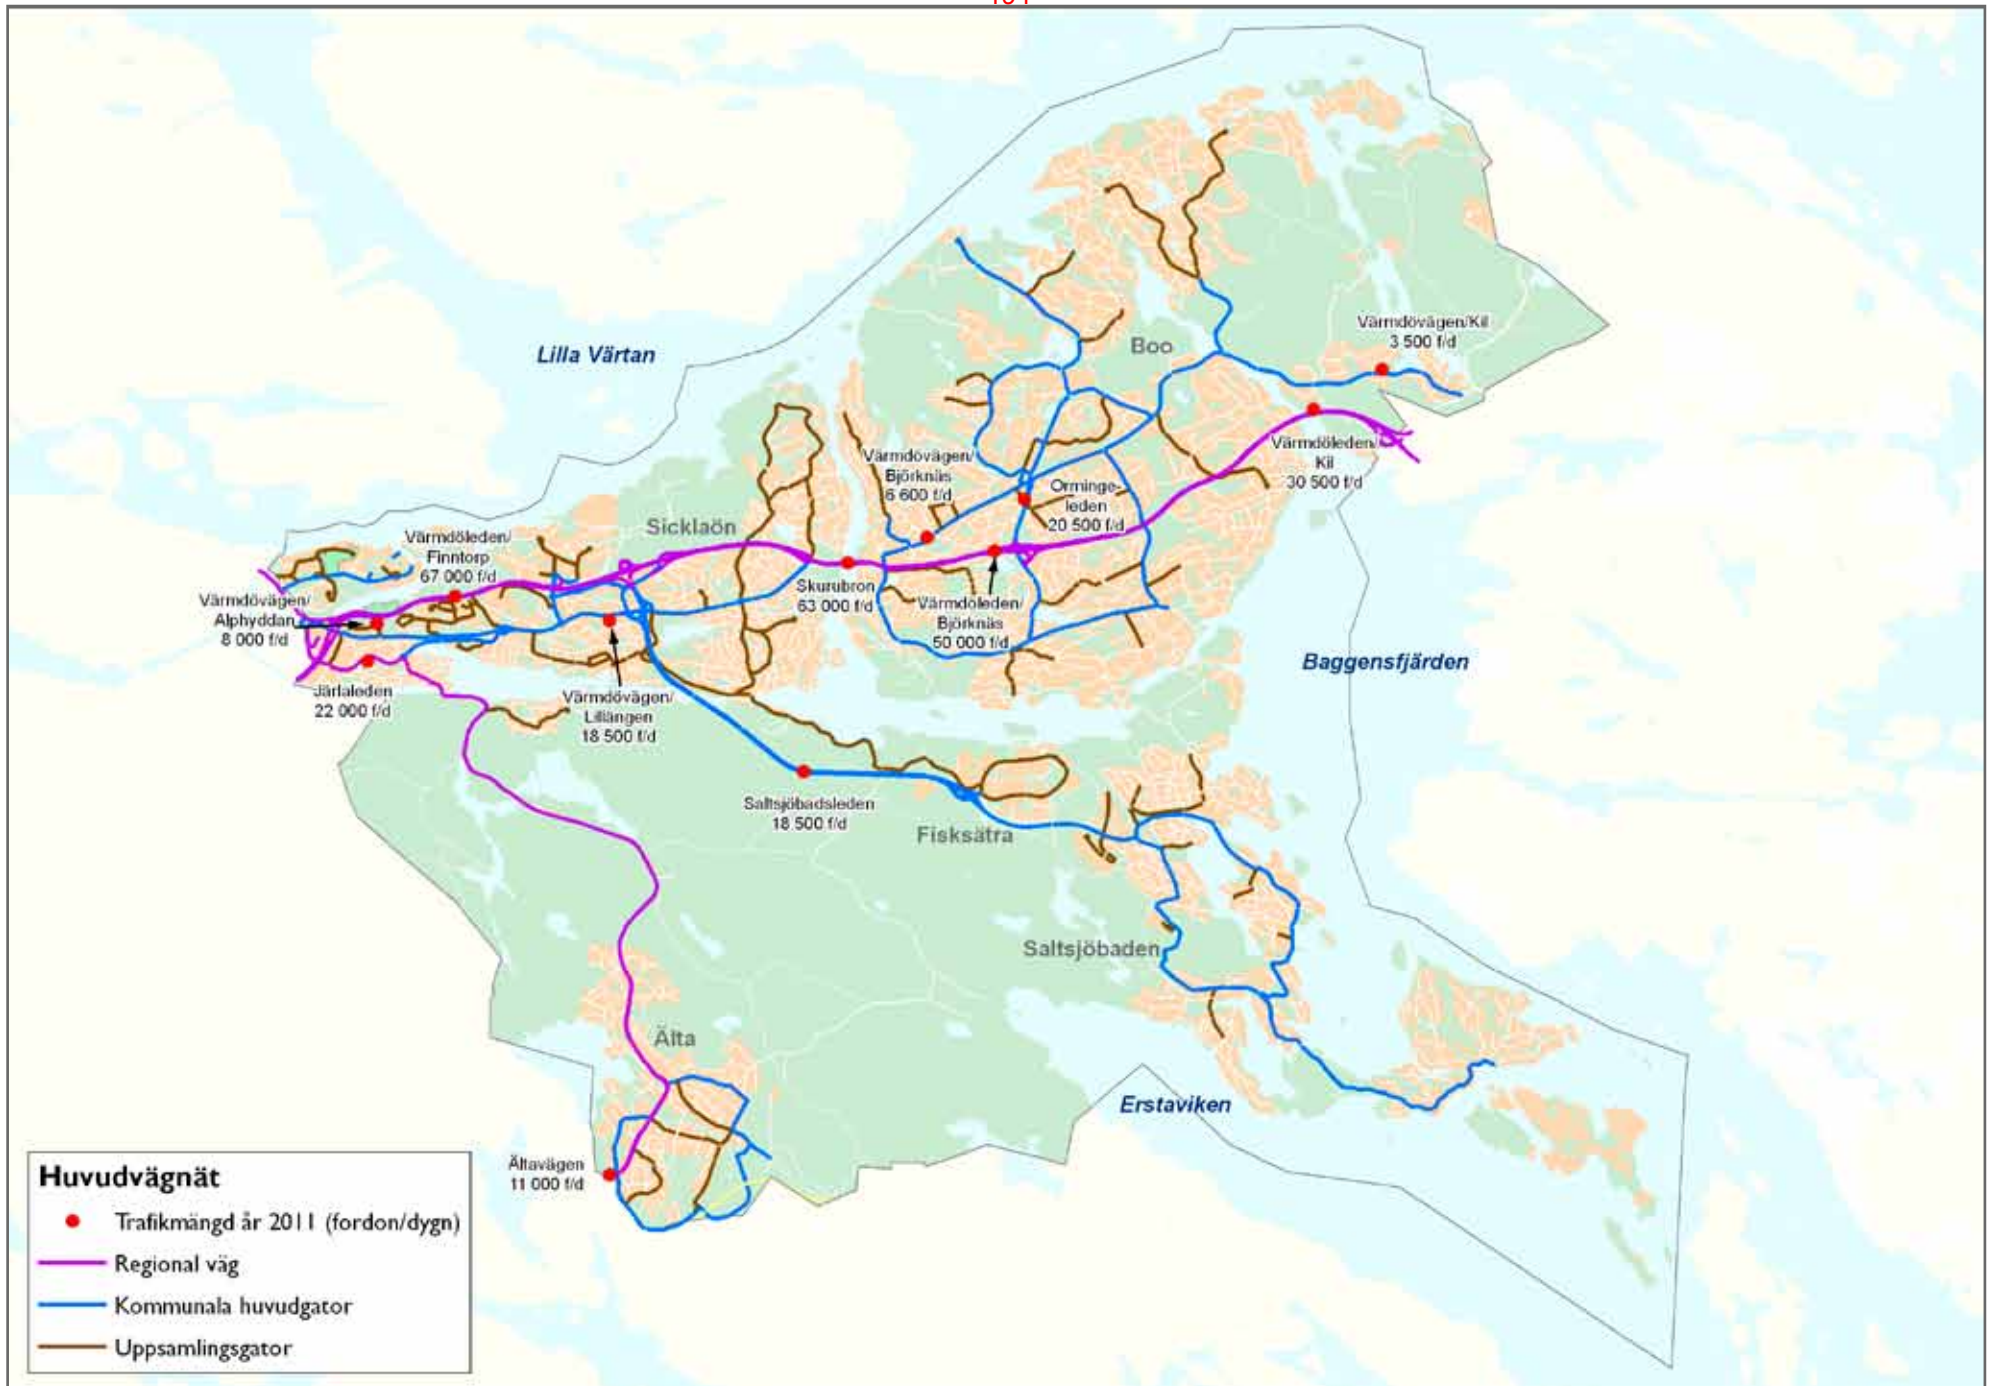 Lilla Värtan
Boo
Värmdövägen/Kil
3 500 f/d
Värmdöleden/
Kil
30 500 f/d
Värmdövägen/
Björknäs
6 600 f/d
Orminge-
leden
20 500 f/d
Sicklaön
Värmdöleden/
Finntorp
67 000 f/d
Värmdövägen/
Alphyddan
8 000 f/d
Skurubron
63 000 f/d
Värmdöleden/
Björknäs
50 000 f/d
Baggensfjärden
Järlaleden
22 000 f/d
Värmdövägen/
Lillängen
18 500 f/d
Saltsjöbadsleden
18 500 f/d
Fisksätra
Saltsjöbaden
Älta
Erstaviken
Ältavägen
11 000 f/d
Huvudvägnät
Trafikmängd år 2011 (fordon/dygn)
Regional väg
Kommunala huvudgator
Uppsamlingsgator